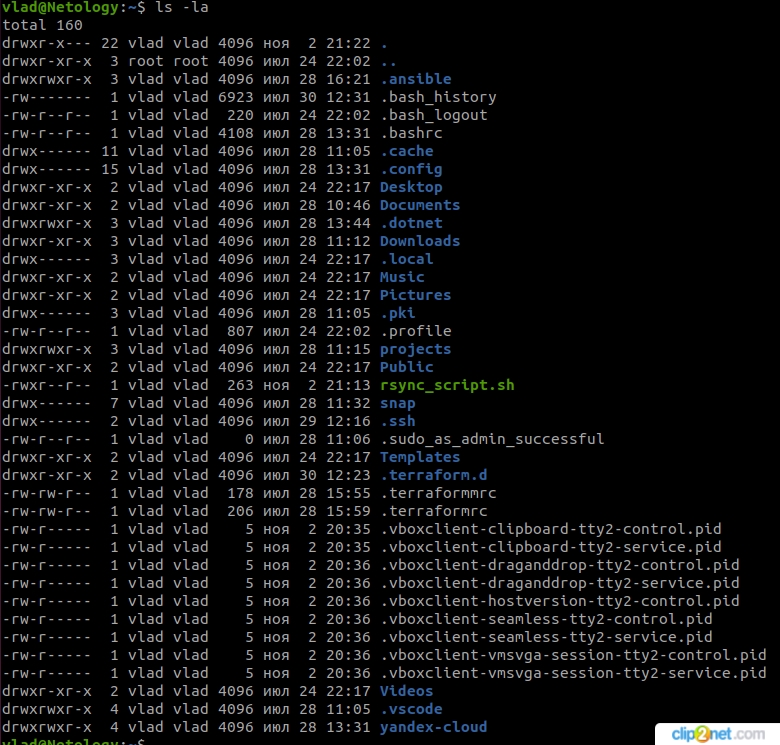 vlad@Netology:~$ ls -la
total 160
drwxr-x--- 22 vlad vlad 4096 ноя  2 21:22 .
drwxr-xr-x  3 root root 4096 июл 24 22:02 ..
drwxrwxr-x  3 vlad vlad 4096 июл 28 16:21 .ansible
-rw-------  1 vlad vlad 6923 июл 30 12:31 .bash_history
-rw-r--r--  1 vlad vlad  220 июл 24 22:02 .bash_logout
-rw-r--r--  1 vlad vlad 4108 июл 28 13:31 .bashrc
drwx------ 11 vlad vlad 4096 июл 28 11:05 .cache
drwx------ 15 vlad vlad 4096 июл 28 13:31 .config
drwxr-xr-x  2 vlad vlad 4096 июл 24 22:17 Desktop
drwxr-xr-x  2 vlad vlad 4096 июл 28 10:46 Documents
drwxrwxr-x  3 vlad vlad 4096 июл 28 13:44 .dotnet
drwxr-xr-x  3 vlad vlad 4096 июл 28 11:12 Downloads
drwx------  3 vlad vlad 4096 июл 24 22:17 .local
drwxr-xr-x  2 vlad vlad 4096 июл 24 22:17 Music
drwxr-xr-x  2 vlad vlad 4096 июл 24 22:17 Pictures
drwx------  3 vlad vlad 4096 июл 28 11:05 .pki
-rw-r--r--  1 vlad vlad  807 июл 24 22:02 .profile
drwxrwxr-x  3 vlad vlad 4096 июл 28 11:15 projects
drwxr-xr-x  2 vlad vlad 4096 июл 24 22:17 Public
-rwxr--r--  1 vlad vlad  263 ноя  2 21:13 rsync_script.sh
drwx------  7 vlad vlad 4096 июл 28 11:32 snap
drwx------  2 vlad vlad 4096 июл 29 12:16 .ssh
-rw-r--r--  1 vlad vlad    0 июл 28 11:06 .sudo_as_admin_successful
drwxr-xr-x  2 vlad vlad 4096 июл 24 22:17 Templates
drwxr-xr-x  2 vlad vlad 4096 июл 30 12:23 .terraform.d
-rw-rw-r--  1 vlad vlad  178 июл 28 15:55 .terraformmrc
-rw-rw-r--  1 vlad vlad  206 июл 28 15:59 .terraformrc
-rw-r-----  1 vlad vlad    5 ноя  2 20:35 .vboxclient-clipboard-tty2-control.pid
-rw-r-----  1 vlad vlad    5 ноя  2 20:35 .vboxclient-clipboard-tty2-service.pid
-rw-r-----  1 vlad vlad    5 ноя  2 20:36 .vboxclient-draganddrop-tty2-control.pid
-rw-r-----  1 vlad vlad    5 ноя  2 20:36 .vboxclient-draganddrop-tty2-service.pid
-rw-r-----  1 vlad vlad    5 ноя  2 20:36 .vboxclient-hostversion-tty2-control.pid
-rw-r-----  1 vlad vlad    5 ноя  2 20:36 .vboxclient-seamless-tty2-control.pid
-rw-r-----  1 vlad vlad    5 ноя  2 20:36 .vboxclient-seamless-tty2-service.pid
-rw-r-----  1 vlad vlad    5 ноя  2 20:36 .vboxclient-vmsvga-session-tty2-control.pid
-rw-r-----  1 vlad vlad    5 ноя  2 20:36 .vboxclient-vmsvga-session-tty2-service.pid
drwxr-xr-x  2 vlad vlad 4096 июл 24 22:17 Videos
drwxrwxr-x  4 vlad vlad 4096 июл 28 11:05 .vscode
drwxrwxr-x  4 vlad vlad 4096 июл 28 13:31 yandex-cloud
vlad@Netology:~$
clip2net.com